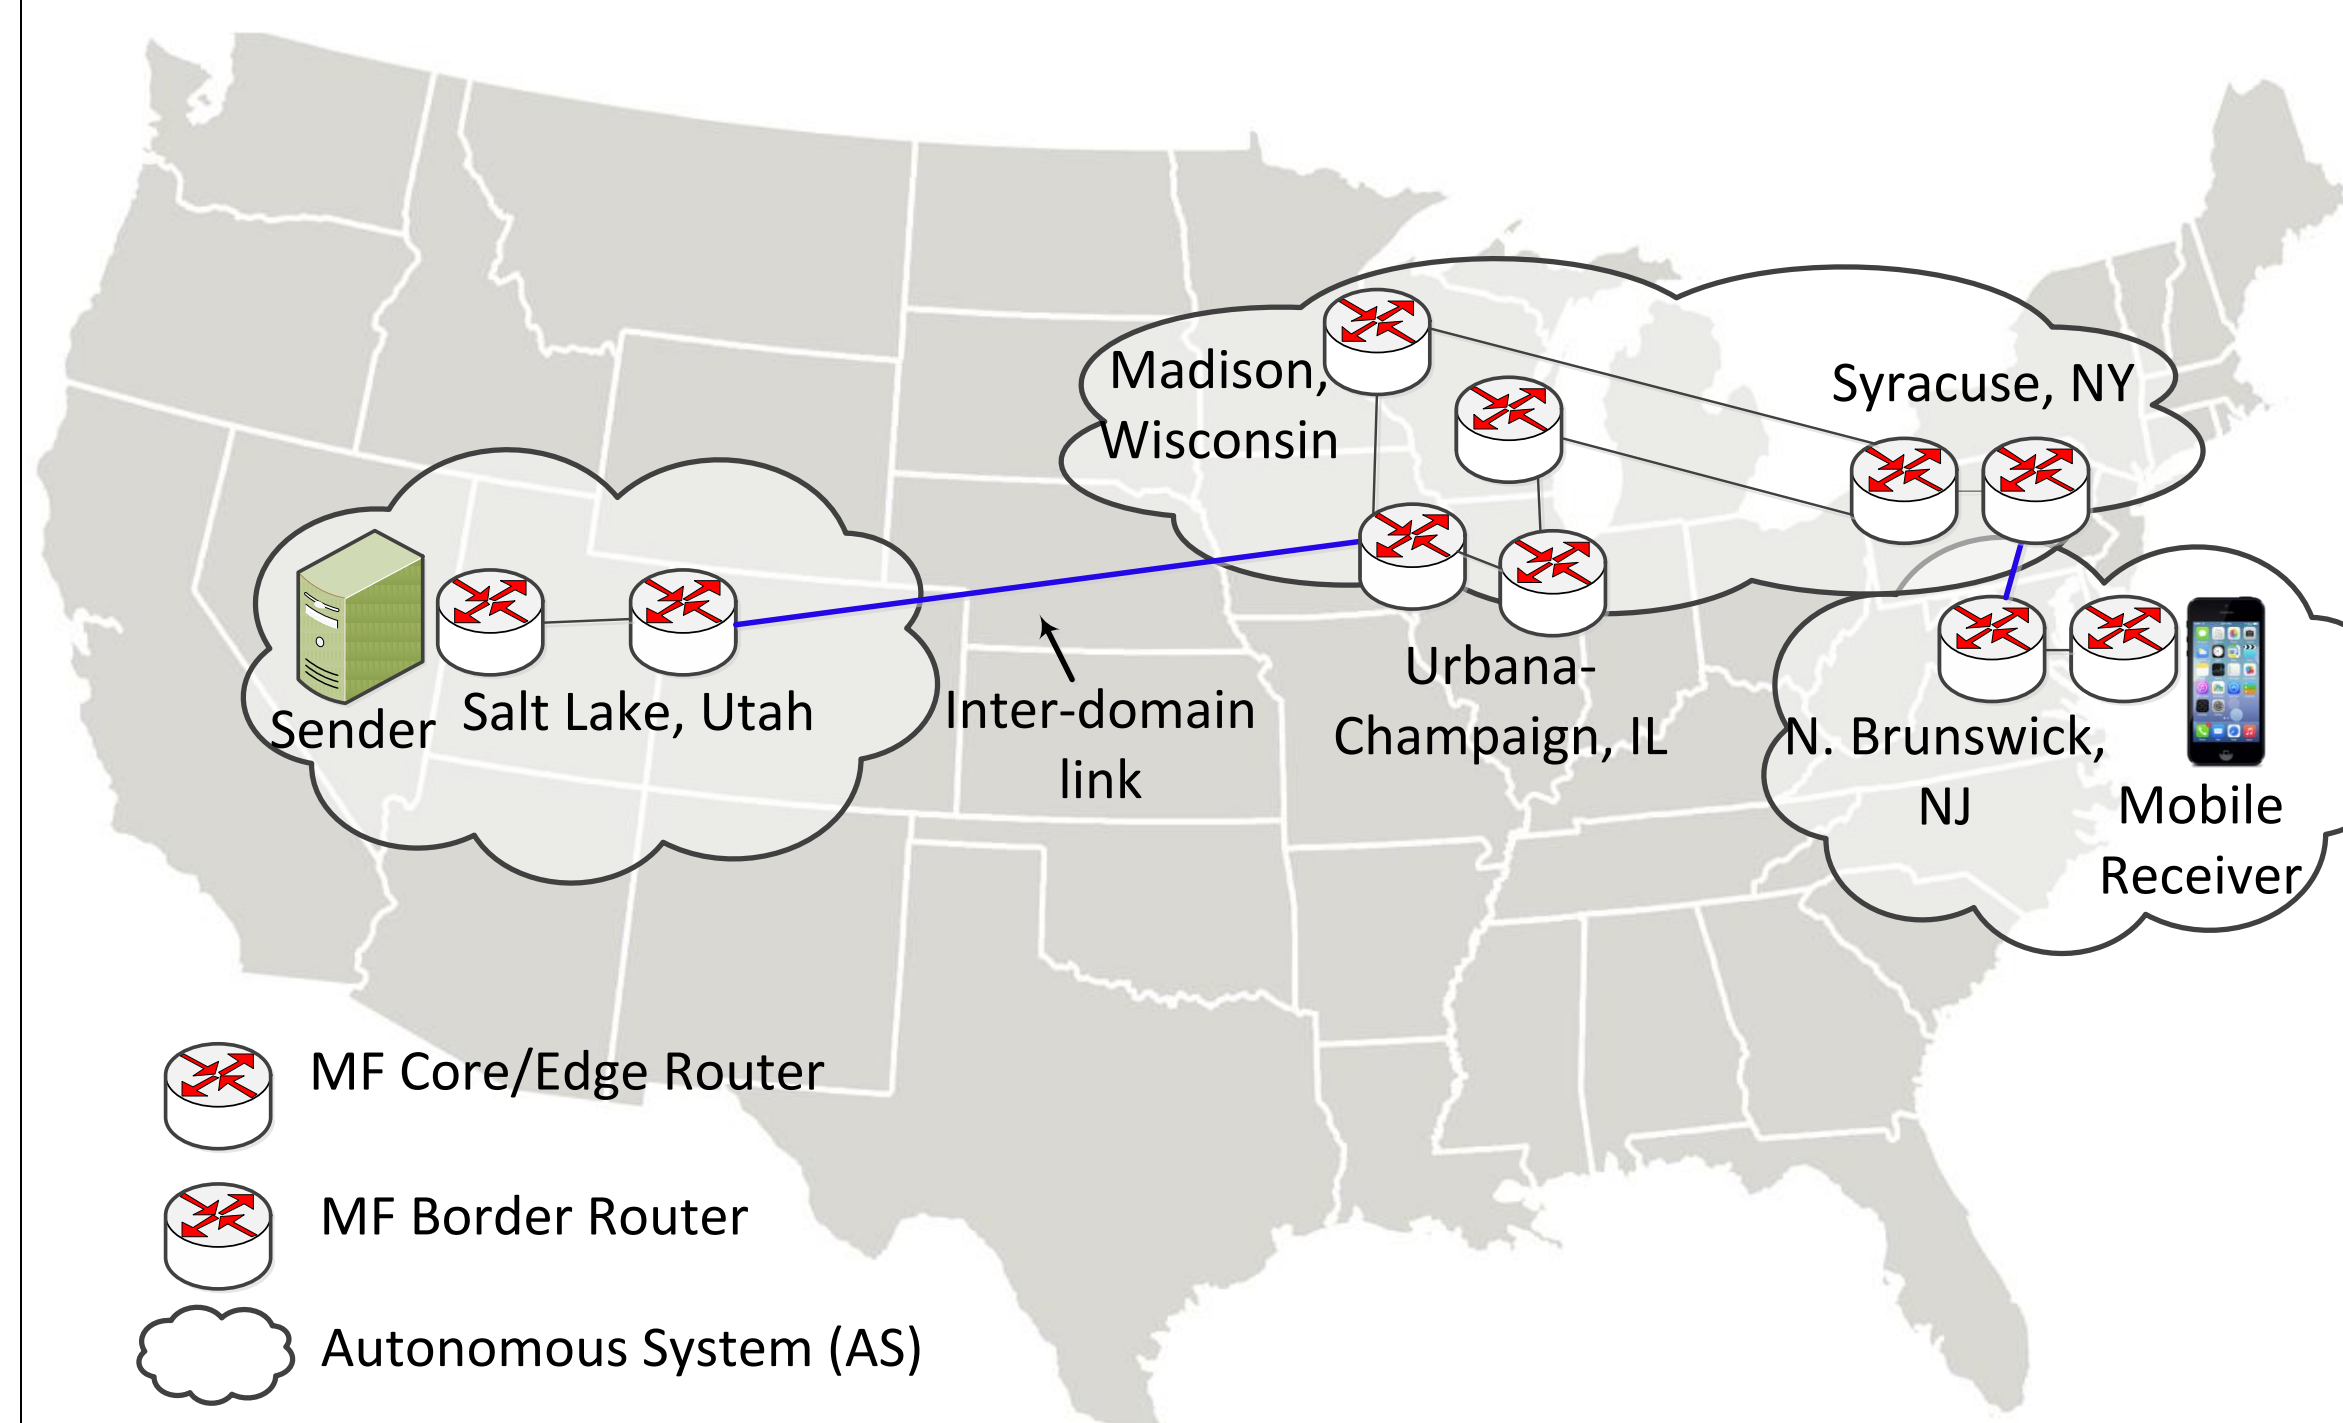 Madison,
Wisconsin
Syracuse, NY
Urbana-
Champaign, IL
Sender
Salt Lake, Utah
Inter-domain
link
N. Brunswick,
NJ
Mobile
Receiver
MF Core/Edge Router
MF Border Router
Autonomous System (AS)